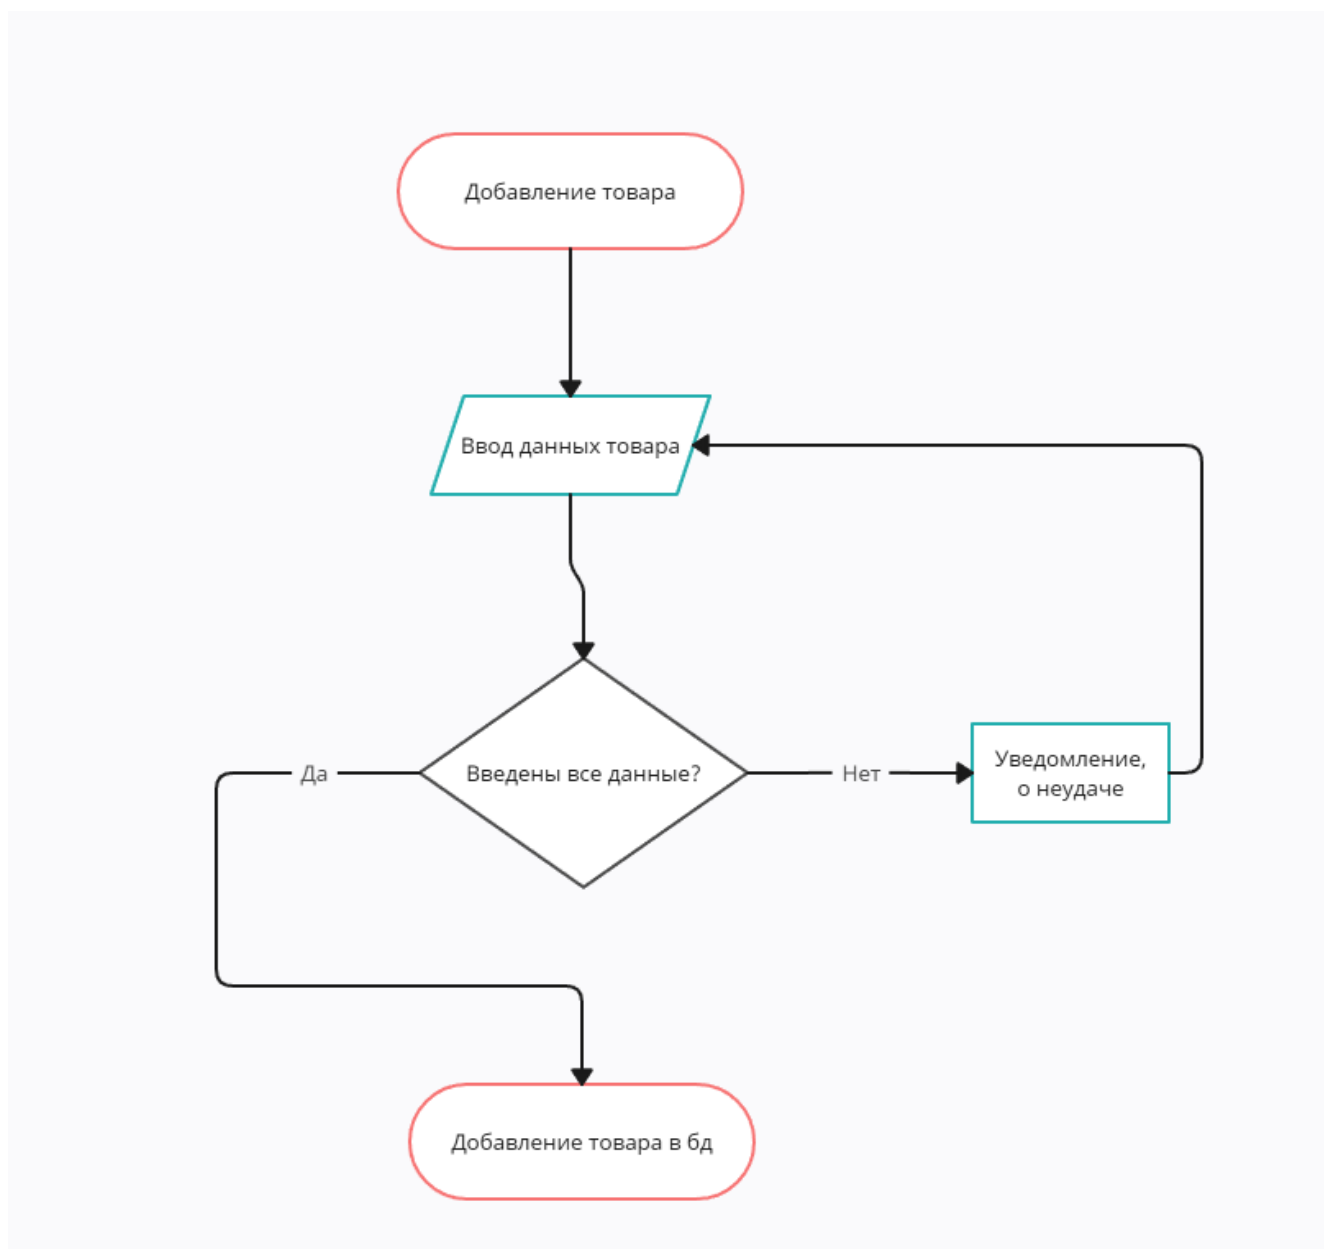 Добавление товара
Ввод данных товара
Введены все данные?
Да
Нет
Уведомление,
о неудаче
Добавление товара в бд